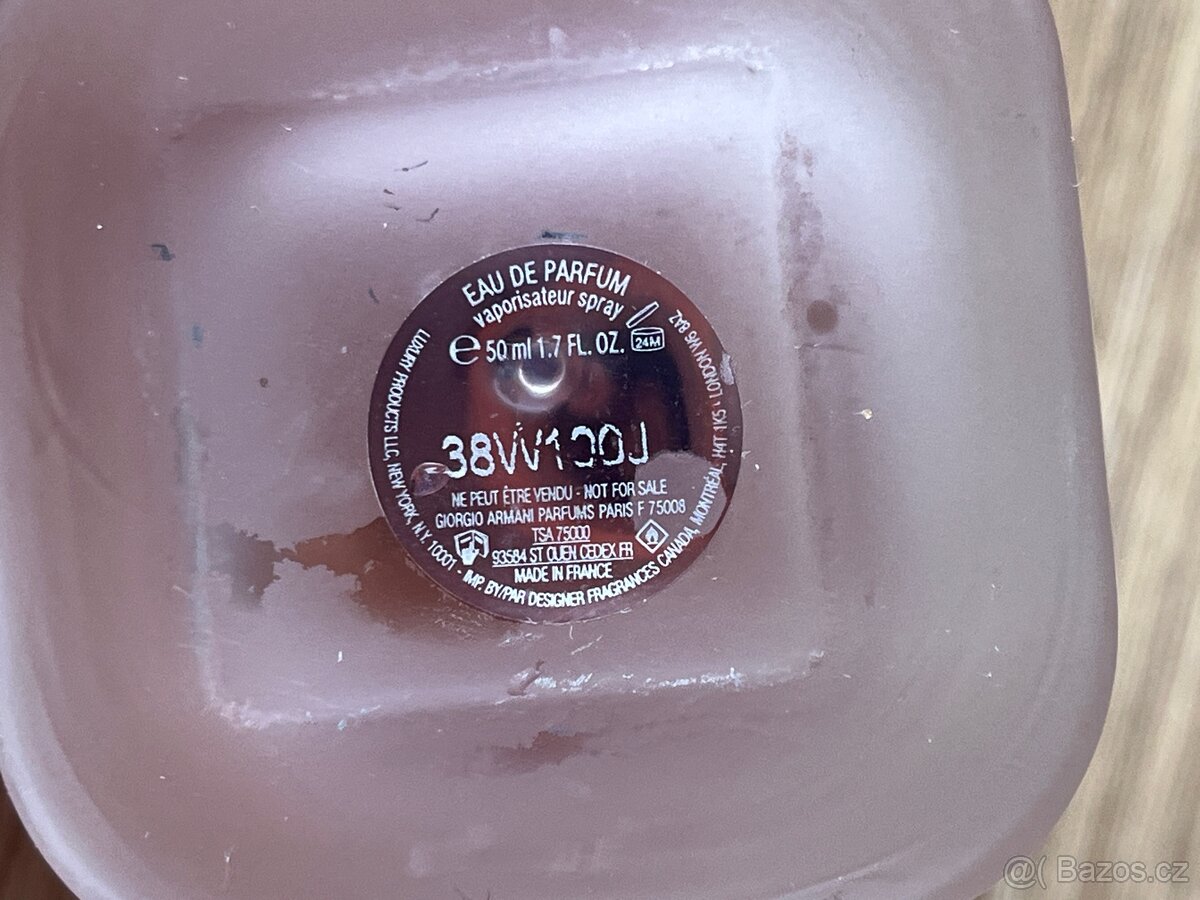 EAU DE PARFUM
vaporisateur spray
℮ 50 ml 1.7 FL. OZ. 24M
38W100J
NE PEUT ÊTRE VENDU - NOT FOR SALE
GIORGIO ARMANI PARFUMS PARIS F 75008
TSA 75000
93584 ST OUEN CEDEX FR
MADE IN FRANCE
LUXURY PRODUCTS LLC, NEW YORK, N.Y. 10001 - IMP. BY/PAR DESIGNER FRAGRANCES CANADA, MONTRÉAL, H4T 1K5 • LONDON W6 8AZ
@( Bazos.cz